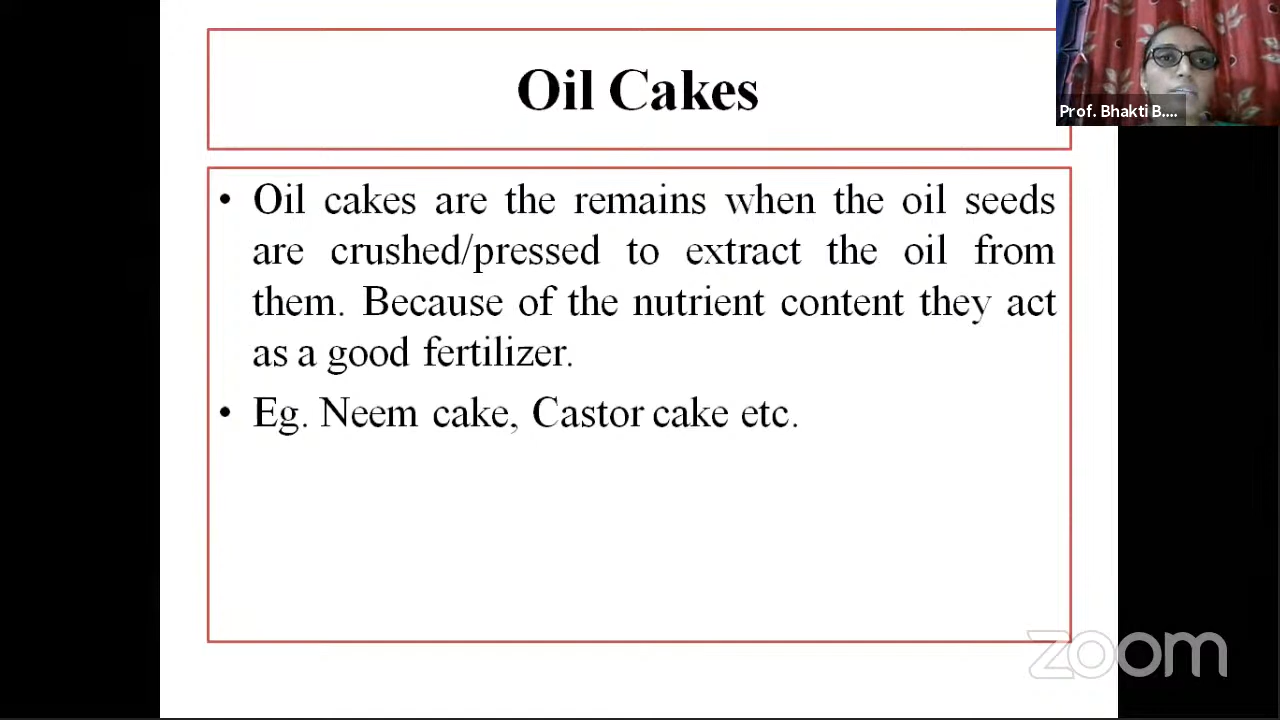 Oil Cakes
Prof. Bhakti B....
• Oil cakes are the remains when the oil seeds
are crushed/pressed to extract the oil from
them. Because of the nutrient content they act
as a good fertilizer.
• Eg. Neem cake, Castor cake etc.
zoom